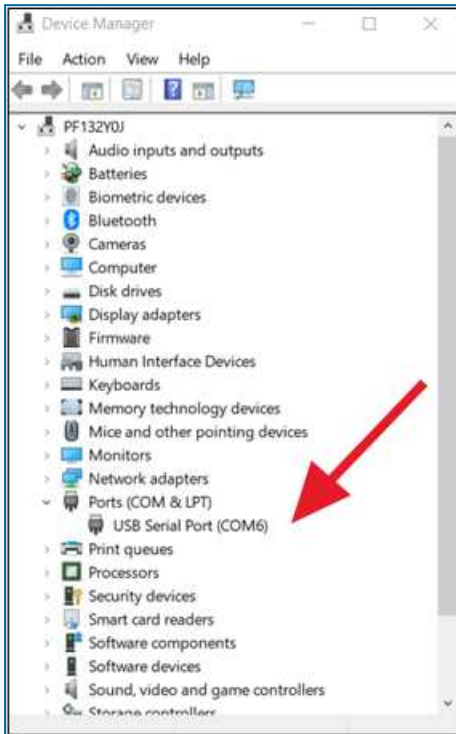 Device Manager
File Action View Help
PF132Y0J
Audio inputs and outputs
Batteries
Biometric devices
Bluetooth
Cameras
Computer
Disk drives
Display adapters
Firmware
Human Interface Devices
Keyboards
Memory technology devices
Mice and other pointing devices
Monitors
Network adapters
Ports (COM & LPT)
USB Serial Port (COM6)
Print queues
Processors
Security devices
Smart card readers
Software components
Software devices
Sound, video and game controllers
Storage controllers